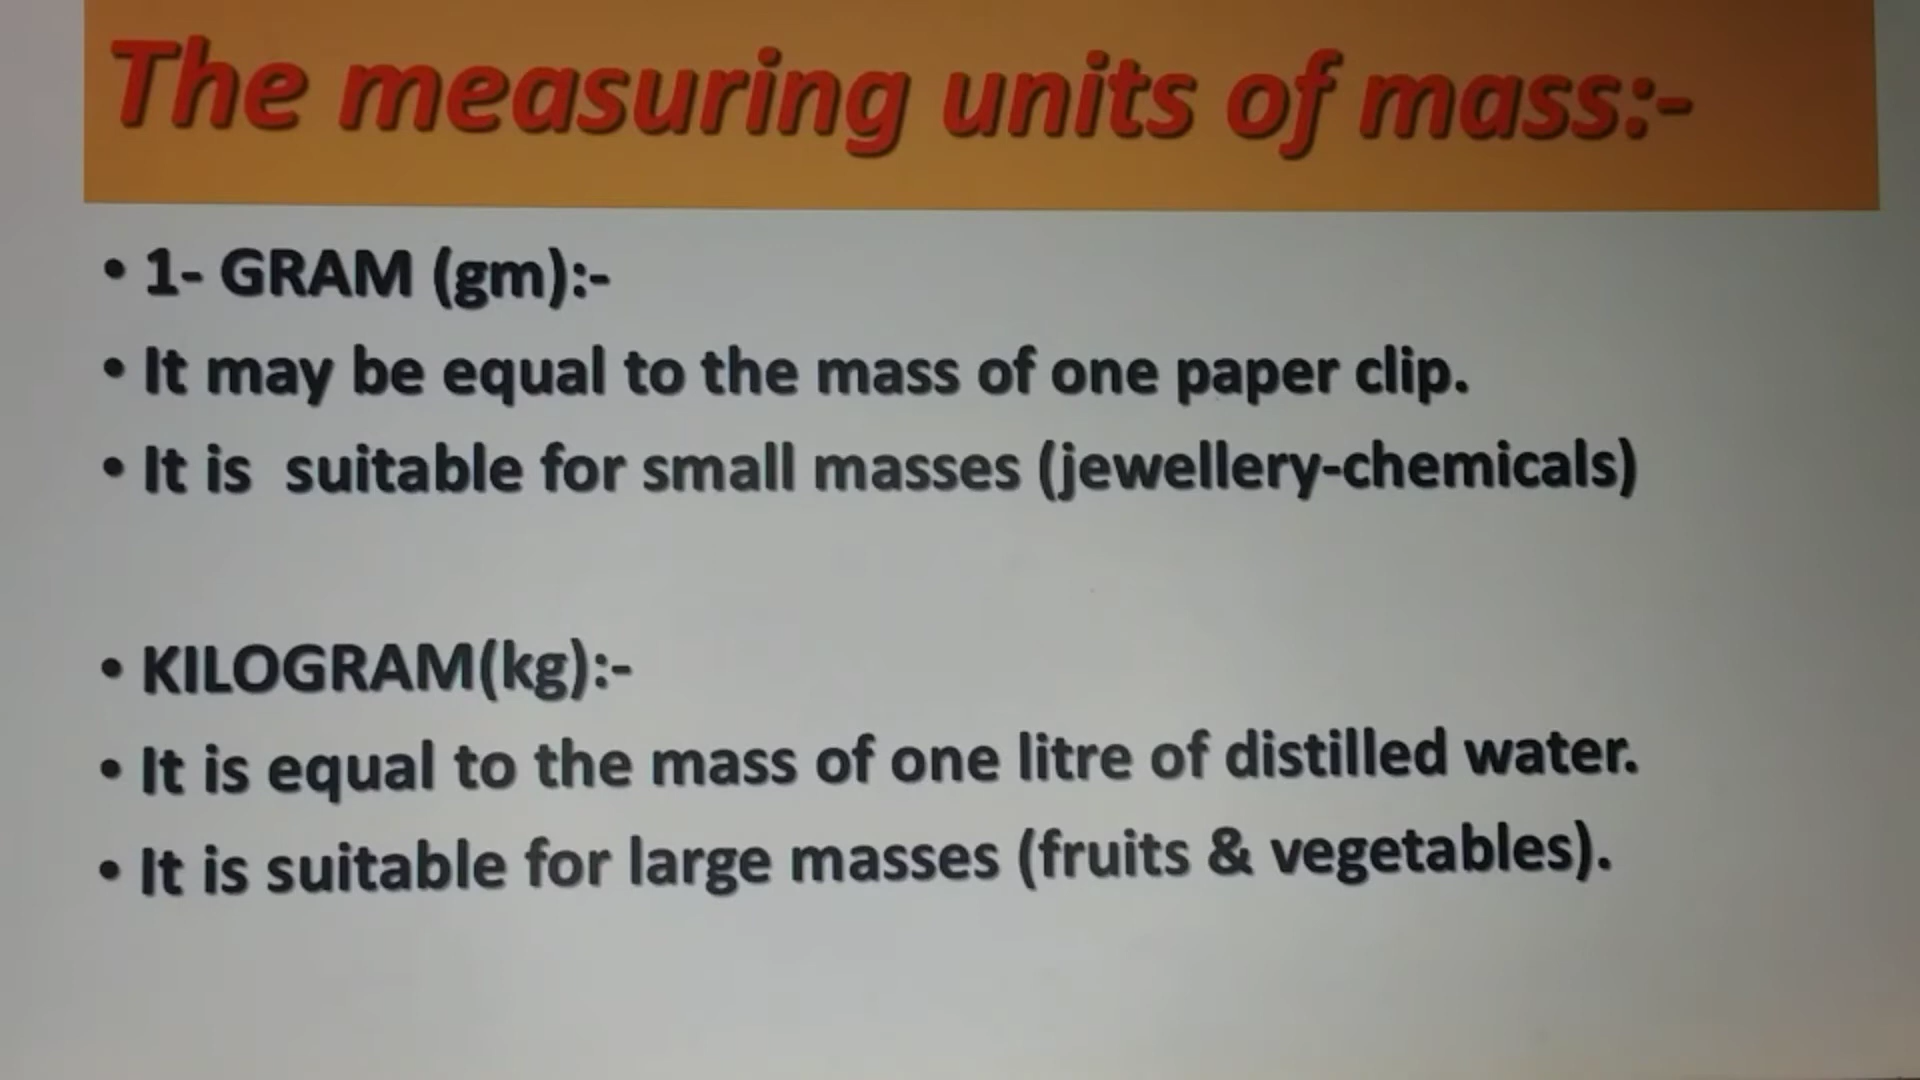 The measuring units of mass:-
• 1- GRAM (gm):-
• It may be equal to the mass of one paper clip.
• It is  suitable for small masses (jewellery-chemicals)
• KILOGRAM(kg):-
• It is equal to the mass of one litre of distilled water.
• It is suitable for large masses (fruits & vegetables).